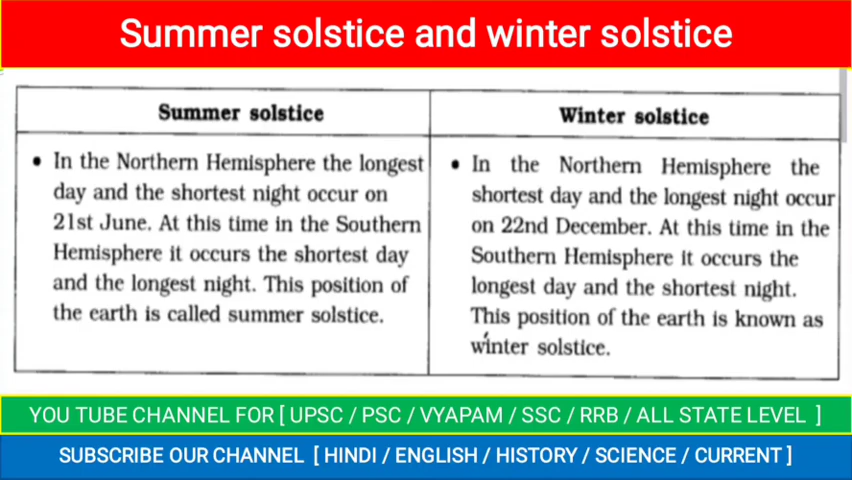 Summer solstice and winter solstice
Summer solstice
• In the Northern Hemisphere the longest
day and the shortest night occur on
21st June. At this time in the Southern
Hemisphere it occurs the shortest day
and the longest night. This position of
the earth is called summer solstice.
Winter solstice
• In the Northern Hemisphere the
shortest day and the longest night occur
on 22nd December. At this time in the
Southern Hemisphere it occurs the
longest day and the shortest night.
This position of the earth is known as
winter solstice.
YOU TUBE CHANNEL FOR [ UPSC / PSC / VYAPAM / SSC / RRB / ALL STATE LEVEL ]
SUBSCRIBE OUR CHANNEL [ HINDI / ENGLISH / HISTORY / SCIENCE / CURRENT ]